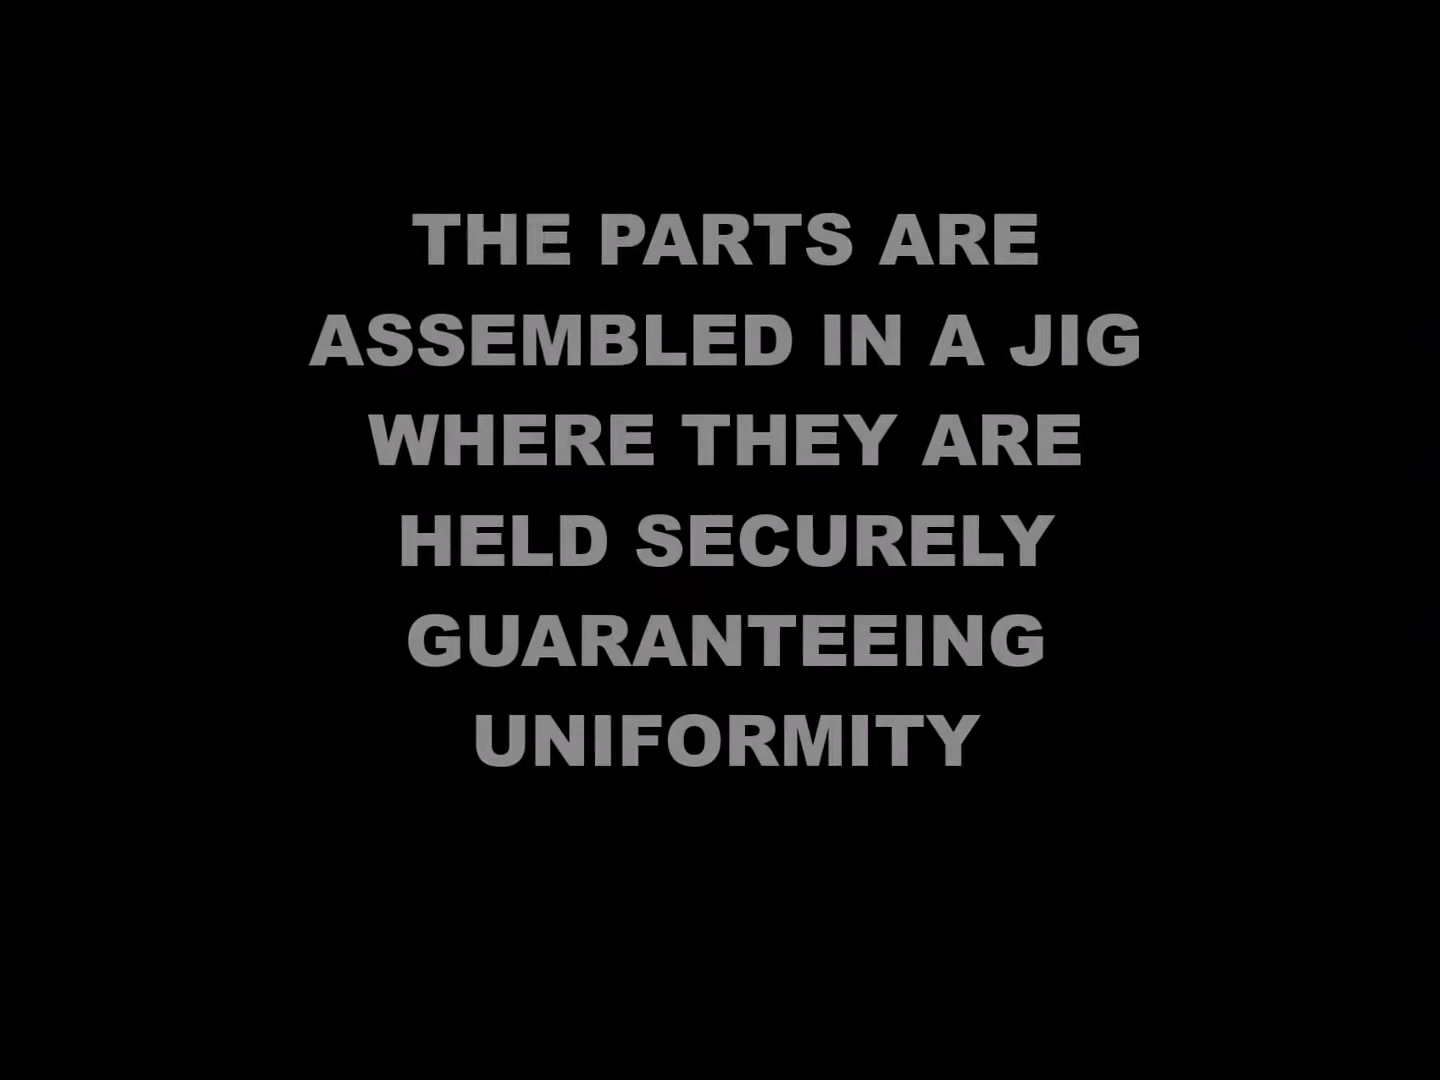 THE PARTS ARE
ASSEMBLED IN A JIG
WHERE THEY ARE
HELD SECURELY
GUARANTEEING
UNIFORMITY